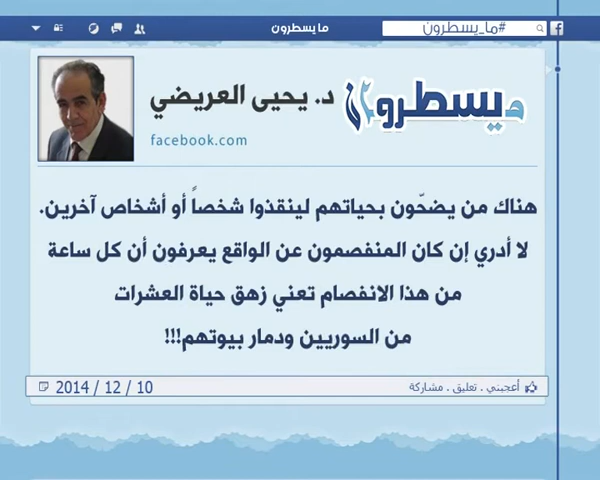 ما يسطرون
#ما_يسطرون
د. يحيى العريضي
facebook.com
هناك من يضحّون بحياتهم لينقذوا شخصاً أو أشخاص آخرين.
لا أدري إن كان المنفصمون عن الواقع يعرفون أن كل ساعة
من هذا الانفصام تعني زهق حياة العشرات
من السوريين ودمار بيوتهم!!!
أعجبني . تعليق . مشاركة
2014 / 12 / 10